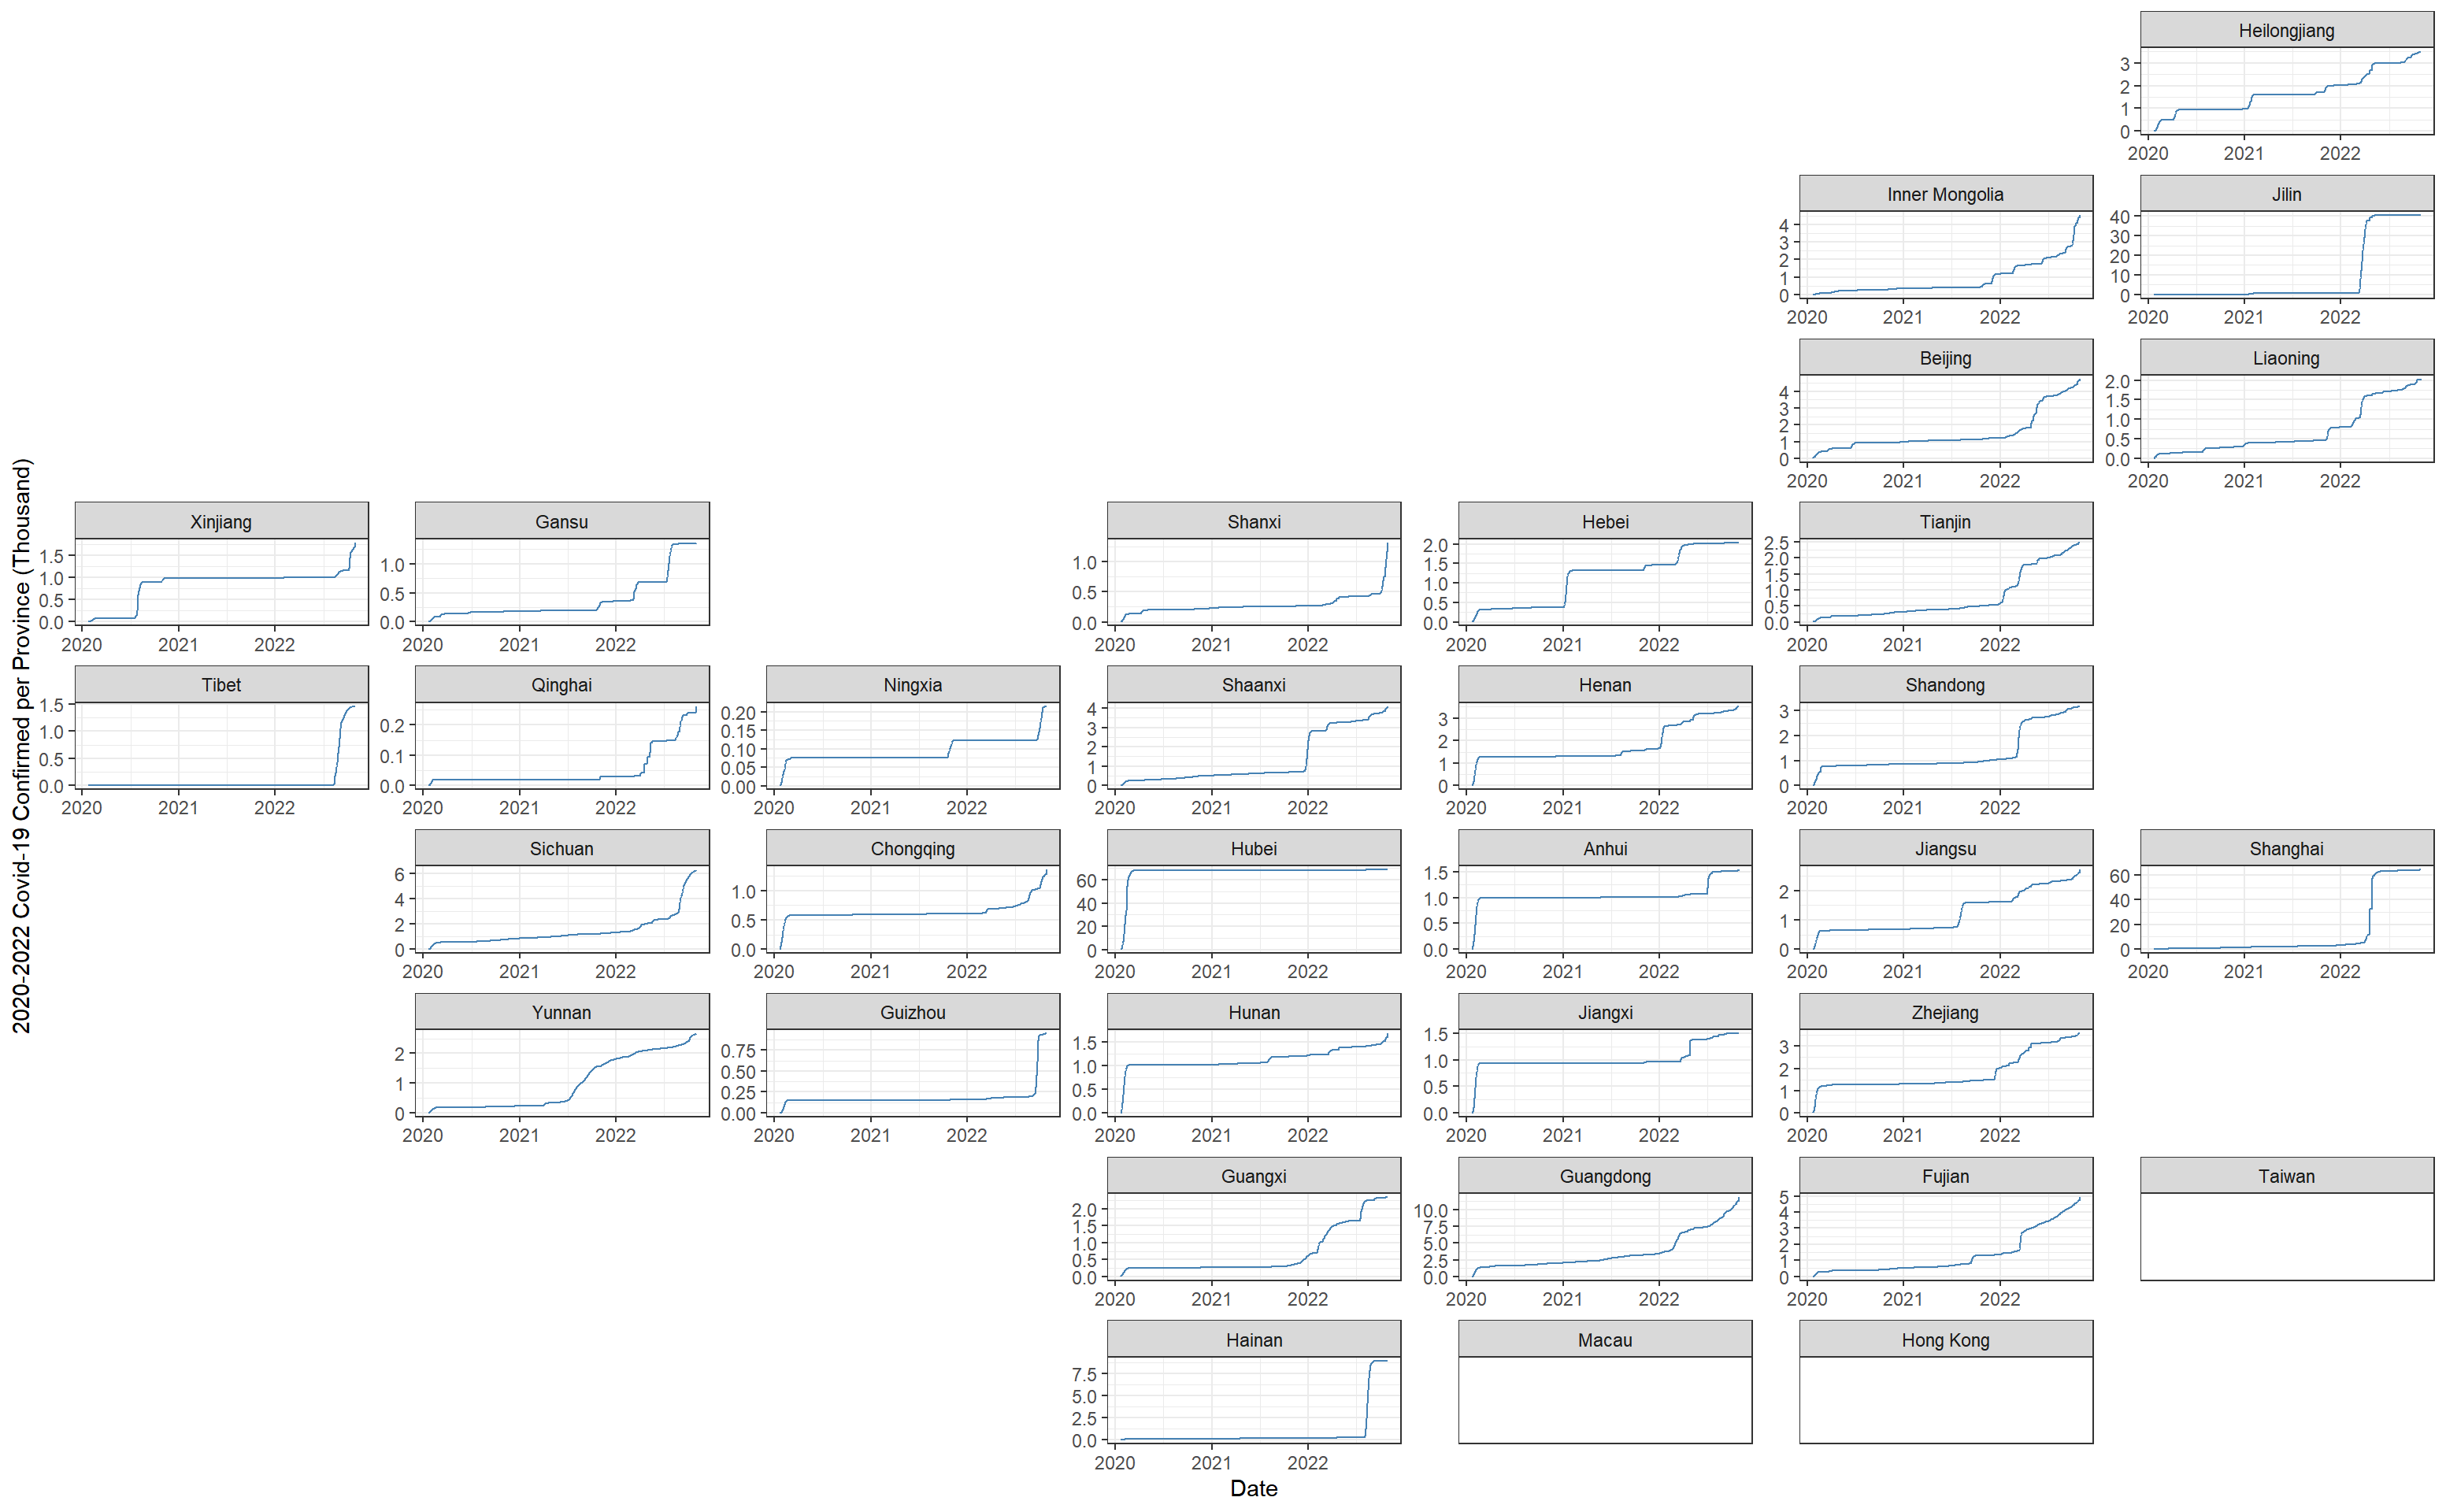 Heilongjiang
3
2
1
0
2020 2021 2022
Inner Mongolia
4
3
2
1
0
2020 2021 2022
Jilin
40
30
20
10
0
2020 2021 2022
Beijing
4
3
2
1
0
2020 2021 2022
Liaoning
2.0
1.5
1.0
0.5
0.0
2020 2021 2022
2020-2022 Covid-19 Confirmed per Province (Thousand)
Xinjiang
1.5
1.0
0.5
0.0
2020 2021 2022
Gansu
1.0
0.5
0.0
2020 2021 2022
Shanxi
1.0
0.5
0.0
2020 2021 2022
Hebei
2.0
1.5
1.0
0.5
0.0
2020 2021 2022
Tianjin
2.5
2.0
1.5
1.0
0.5
0.0
2020 2021 2022
Tibet
1.5
1.0
0.5
0.0
2020 2021 2022
Qinghai
0.2
0.1
0.0
2020 2021 2022
Ningxia
0.20
0.15
0.10
0.05
0.00
2020 2021 2022
Shaanxi
4
3
2
1
0
2020 2021 2022
Henan
3
2
1
0
2020 2021 2022
Shandong
3
2
1
0
2020 2021 2022
Sichuan
6
4
2
0
2020 2021 2022
Chongqing
1.0
0.5
0.0
2020 2021 2022
Hubei
60
40
20
0
2020 2021 2022
Anhui
1.5
1.0
0.5
0.0
2020 2021 2022
Jiangsu
2
1
0
2020 2021 2022
Shanghai
60
40
20
0
2020 2021 2022
Yunnan
2
1
0
2020 2021 2022
Guizhou
0.75
0.50
0.25
0.00
2020 2021 2022
Hunan
1.5
1.0
0.5
0.0
2020 2021 2022
Jiangxi
1.5
1.0
0.5
0.0
2020 2021 2022
Zhejiang
3
2
1
0
2020 2021 2022
Guangxi
2.0
1.5
1.0
0.5
0.0
2020 2021 2022
Guangdong
10.0
7.5
5.0
2.5
0.0
2020 2021 2022
Fujian
5
4
3
2
1
0
2020 2021 2022
Taiwan
Hainan
7.5
5.0
2.5
0.0
2020 2021 2022
Macau
Hong Kong
Date